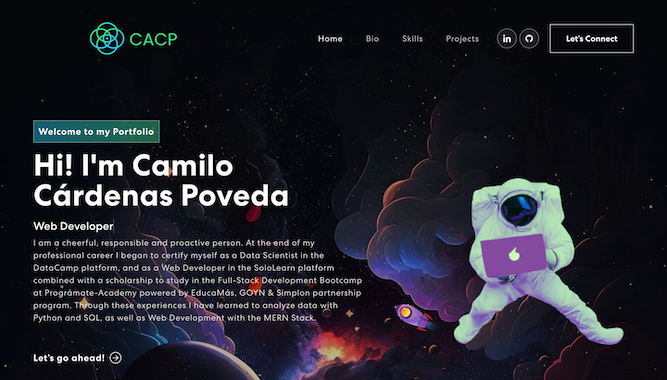 CACP
Home
Bio
Skills
Projects
in
Let's Connect
Welcome to my Portfolio
Hi! I'm Camilo
Cárdenas Poveda
Web Developer
I am a cheerful, responsible and proactive person. At the end of my
professional career I began to certify myself as a Data Scientist in the
DataCamp platform, and as a Web Developer in the SoloLearn platform
combined with a scholarship to study in the Full-Stack Development Bootcamp
at Prográmate-Academy powered by EducaMás, GOYN & Simplon partnership
program. Through these experiences I have learned to analyze data with
Python and SQL, as well as Web Development with the MERN Stack.
Let's go ahead!